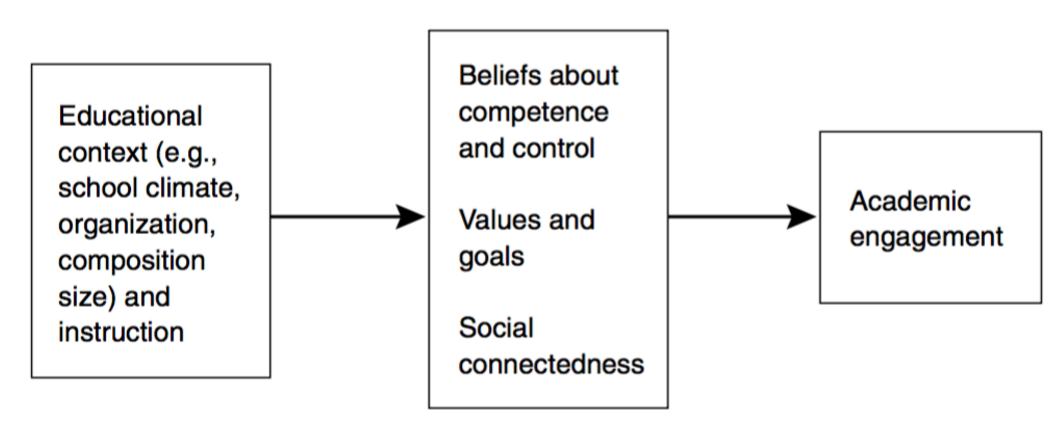 Educational
context (e.g.,
school climate,
organization,
composition
size) and
instruction
Beliefs about
competence
and control
Values and
goals
Social
connectedness
Academic
engagement